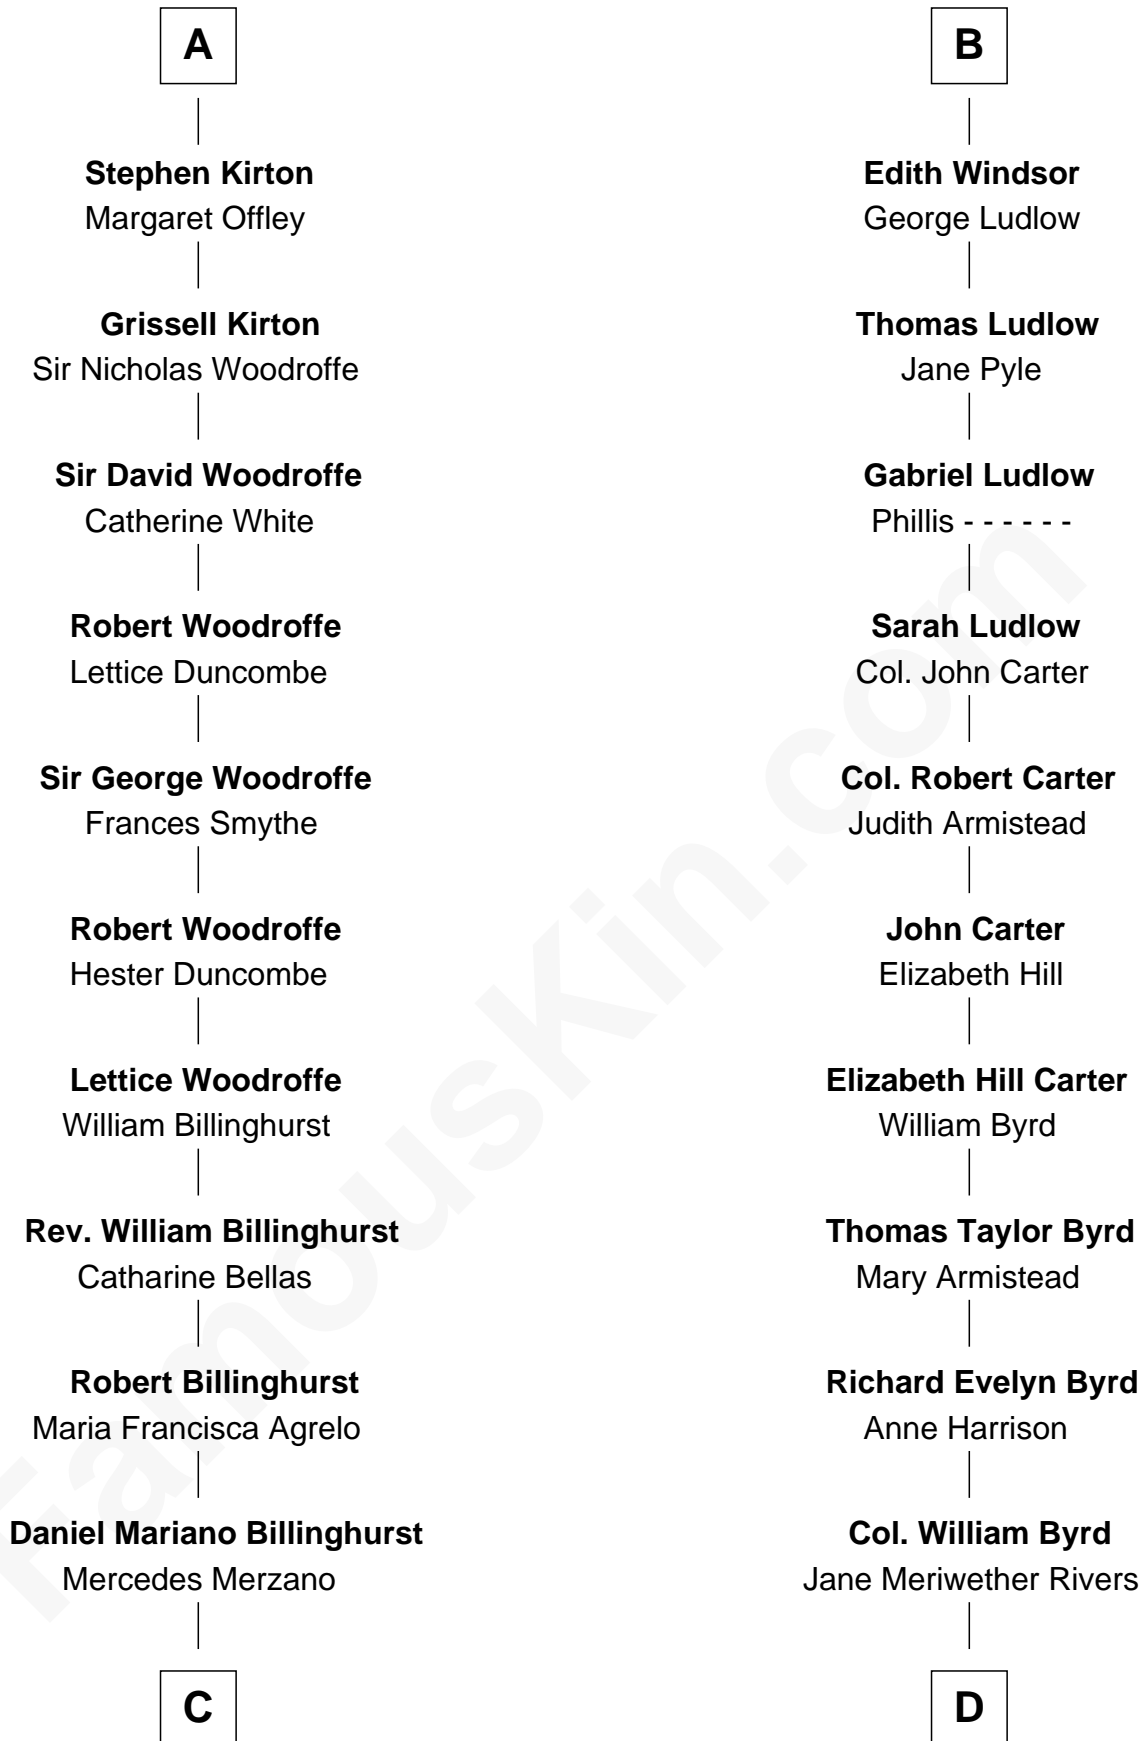 A
Stephen Kirton
Margaret Offley
Grissell Kirton
Sir Nicholas Woodroffe
Sir David Woodroffe
Catherine White
Robert Woodroffe
Lettice Duncombe
Sir George Woodroffe
Frances Smythe
Robert Woodroffe
Hester Duncombe
Lettice Woodroffe
William Billinghurst
Rev. William Billinghurst
Catharine Bellas
Robert Billinghurst
Maria Francisca Agrelo
Daniel Mariano Billinghurst
Mercedes Merzano
C
B
Edith Windsor
George Ludlow
Thomas Ludlow
Jane Pyle
Gabriel Ludlow
Phillis - - - - - -
Sarah Ludlow
Col. John Carter
Col. Robert Carter
Judith Armistead
John Carter
Elizabeth Hill
Elizabeth Hill Carter
William Byrd
Thomas Taylor Byrd
Mary Armistead
Richard Evelyn Byrd
Anne Harrison
Col. William Byrd
Jane Meriwether Rivers
D
FamousKin.com